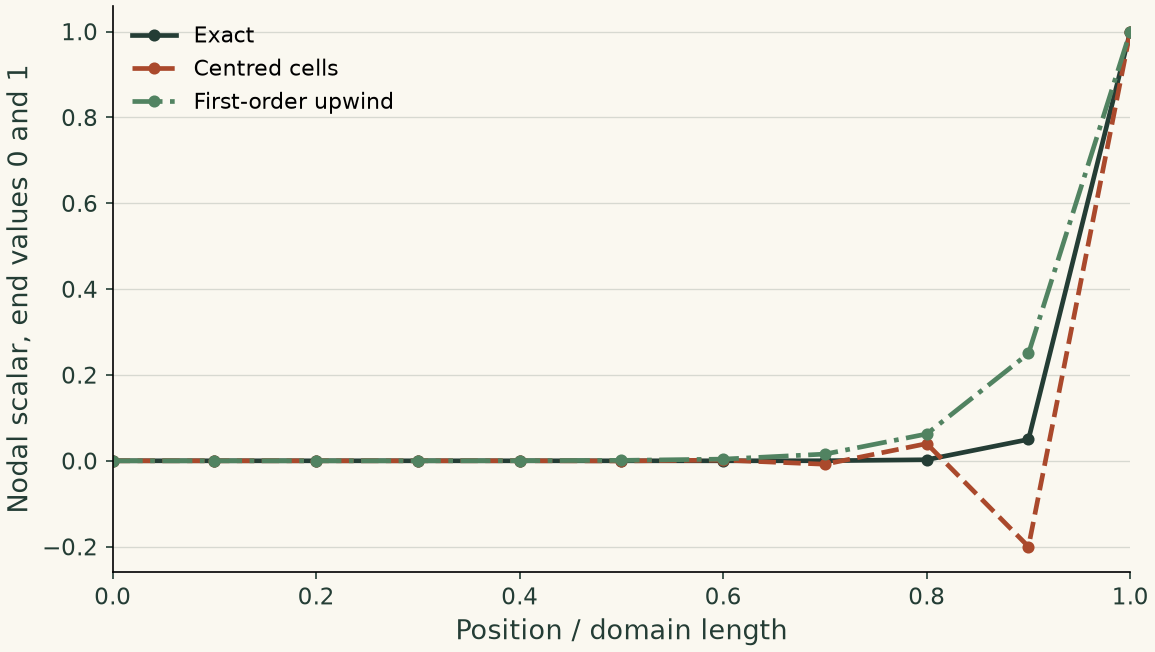 Exact
Centred cells
First-order upwind
Nodal scalar, end values 0 and 1
1.0
0.8
0.6
0.4
0.2
0.0
−0.2
0.0 0.2 0.4 0.6 0.8 1.0
Position / domain length